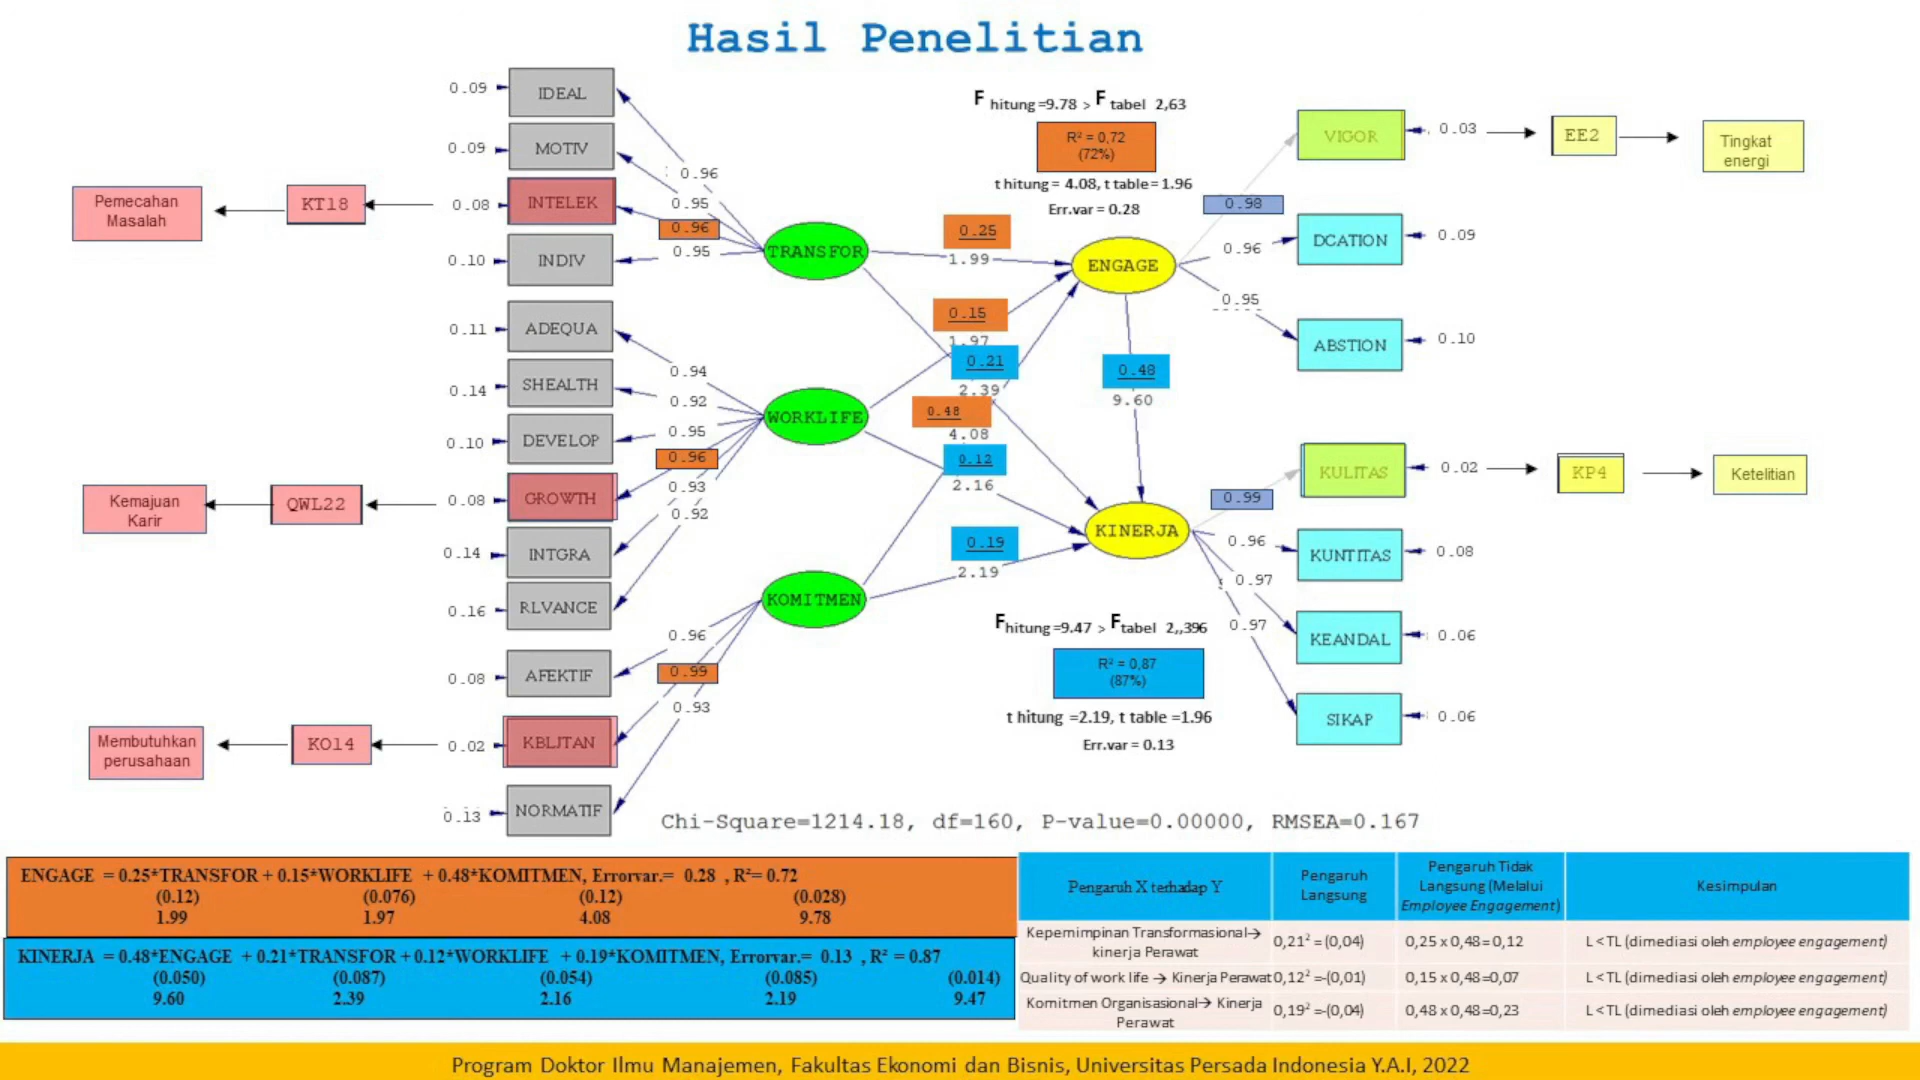 Hasil Penelitian
0.09
IDEAL
0.09
MOTIV
0.08
INTELEK
KT18
Pemecahan
Masalah
0.10
INDIV
0.11
ADEQUA
0.14
SHEALTH
0.10
DEVELOP
0.08
GROWTH
QWL22
Kemajuan
Karir
0.14
INTGRA
0.16
RLVANCE
0.08
AFEKTIF
0.02
KBLJTAN
KO14
Membutuhkan
perusahaan
0.13
NORMATIF
0.96
0.95
0.96
0.95
TRANSFOR
0.94
0.92
0.95
0.96
0.93
0.92
WORKLIFE
0.96
0.99
0.93
KOMITMEN
F hitung =9.78 > F tabel 2,63
R² = 0,72
(72%)
t hitung = 4.08, t table = 1.96
Err.var = 0.28
0.25
1.99
0.15
1.97
0.21
2.39
0.48
4.08
0.12
2.16
0.19
2.19
ENGAGE
0.48
9.60
KINERJA
F hitung =9.47 > F tabel 2,,396
R² = 0,87
(87%)
t hitung =2.19, t table =1.96
Err.var = 0.13
0.98
0.96
0.95
VIGOR
0.03
EE2
Tingkat
energi
DCATION
0.09
ABSTION
0.10
0.99
0.96
0.97
0.97
KULITAS
0.02
KP4
Ketelitian
KUNTITAS
0.08
KEANDAL
0.06
SIKAP
0.06
Chi-Square=1214.18, df=160, P-value=0.00000, RMSEA=0.167
ENGAGE = 0.25*TRANSFOR + 0.15*WORKLIFE + 0.48*KOMITMEN, Errorvar.= 0.28 , R²= 0.72
(0.12) (0.076) (0.12) (0.028)
1.99 1.97 4.08 9.78
KINERJA = 0.48*ENGAGE + 0.21*TRANSFOR + 0.12*WORKLIFE + 0.19*KOMITMEN, Errorvar.= 0.13 , R² = 0.87
(0.050) (0.087) (0.054) (0.085) (0.014)
9.60 2.39 2.16 2.19 9.47
Pengaruh X terhadap Y
Pengaruh
Langsung
Pengaruh Tidak
Langsung (Melalui
Employee Engagement)
Kesimpulan
Kepemimpinan Transformasional→
kinerja Perawat
0,21² = (0,04)
0,25 x 0,48 = 0,12
L < TL (dimediasi oleh employee engagement)
Quality of work life → Kinerja Perawat
0,12² =-(0,01)
0,15 x 0,48=0,07
L < TL (dimediasi oleh employee engagement)
Komitmen Organisasional→ Kinerja
Perawat
0,19² =-(0,04)
0,48 x 0,48=0,23
L < TL (dimediasi oleh employee engagement)
Program Doktor Ilmu Manajemen, Fakultas Ekonomi dan Bisnis, Universitas Persada Indonesia Y.A.I, 2022